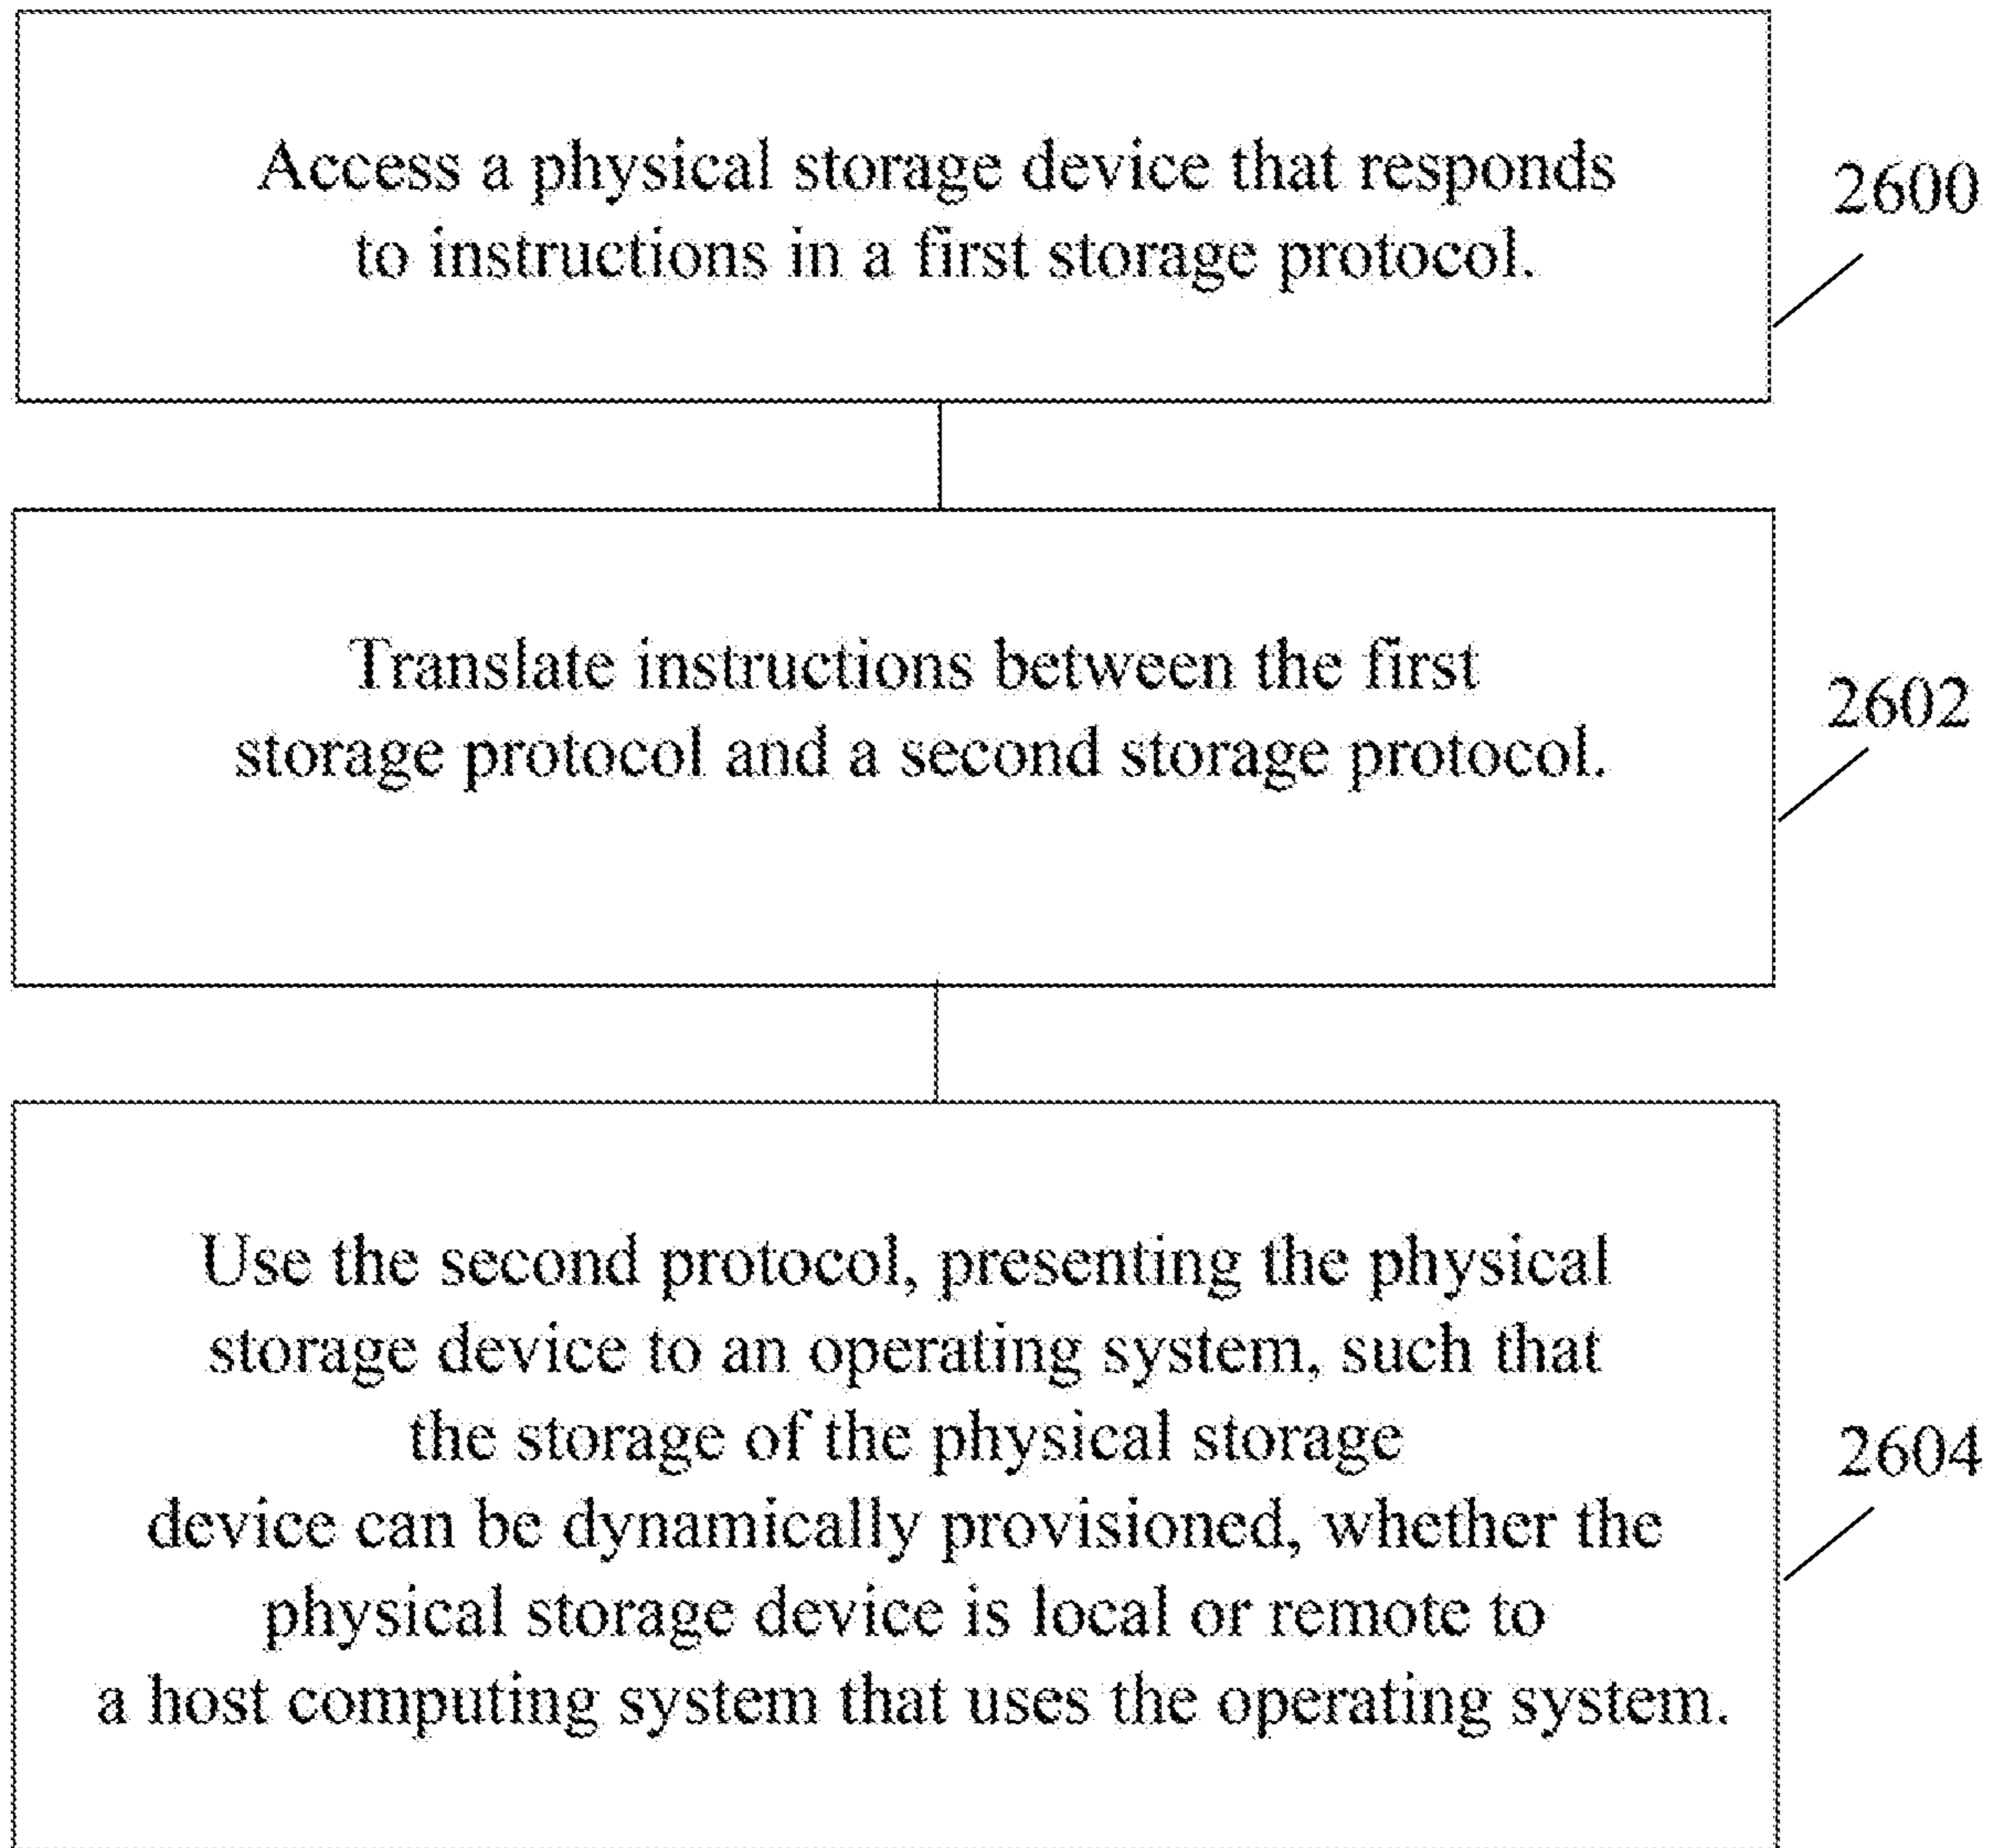 Access a physical storage device that responds
to instructions in a first storage protocol.
2600
Translate instructions between the first
storage protocol and a second storage protocol.
2602
Use the second protocol, presenting the physical
storage device to an operating system, such that
the storage of the physical storage
device can be dynamically provisioned, whether the
physical storage device is local or remote to
a host computing system that uses the operating system.
2604